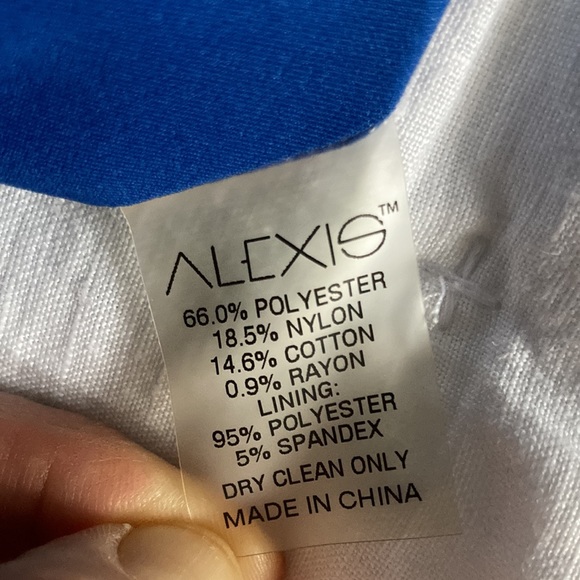 ALEXIS™
66.0% POLYESTER
18.5% NYLON
14.6% COTTON
0.9% RAYON
LINING:
95% POLYESTER
5% SPANDEX
DRY CLEAN ONLY
MADE IN CHINA